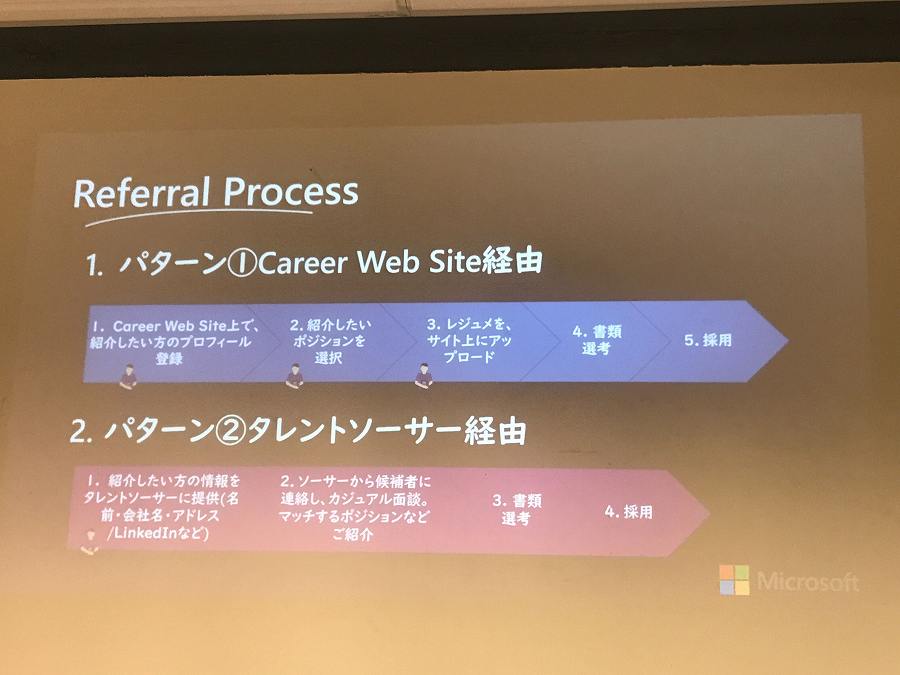 Referral Process
1. パターン①Career Web Site経由
1. Career Web Site上で、
紹介したい方のプロフィール
登録
2. 紹介したい
ポジションを
選択
3. レジュメを、
サイト上にアッ
プロード
4. 書類
選考
5. 採用
2. パターン②タレントソーサー経由
1. 紹介したい方の情報を
タレントソーサーに提供(名
前・会社名・アドレス
/LinkedInなど)
2. ソーサーから候補者に
連絡し、カジュアル面談。
マッチするポジションなど
ご紹介
3. 書類
選考
4. 採用
Microsoft